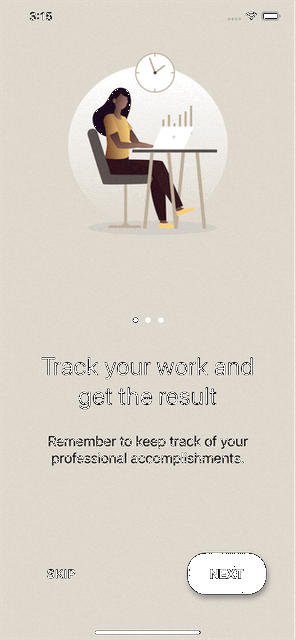 3:15
Track your work and
get the result
Remember to keep track of your
professional accomplishments.
SKIP
NEXT